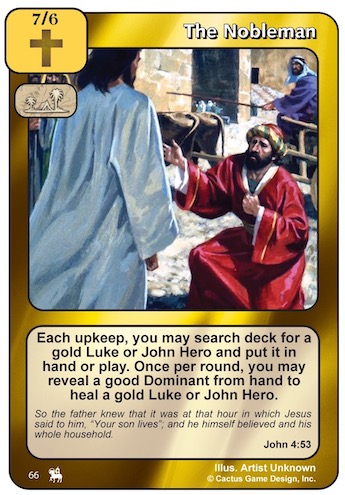 7/6
The Nobleman
Each upkeep, you may search deck for a
gold Luke or John Hero and put it in
hand or play. Once per round, you may
reveal a good Dominant from hand to
heal a gold Luke or John Hero.
So the father knew that it was at that hour in which Jesus
said to him, “Your son lives”; and he himself believed and his
whole household.
John 4:53
66
Illus. Artist Unknown
© Cactus Game Design, Inc.